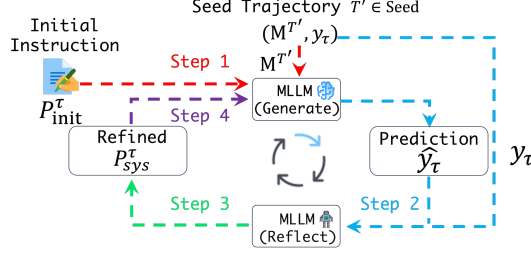 Seed Trajectory T′ ∈ Seed
Initial
Instruction
(M^{T′}, y_τ)
M^{T′}
Step 1
P^τ_init
MLLM
(Generate)
Step 4
Refined
P^τ_sys
Prediction
ŷ_τ
y_τ
Step 3
Step 2
MLLM
(Reflect)